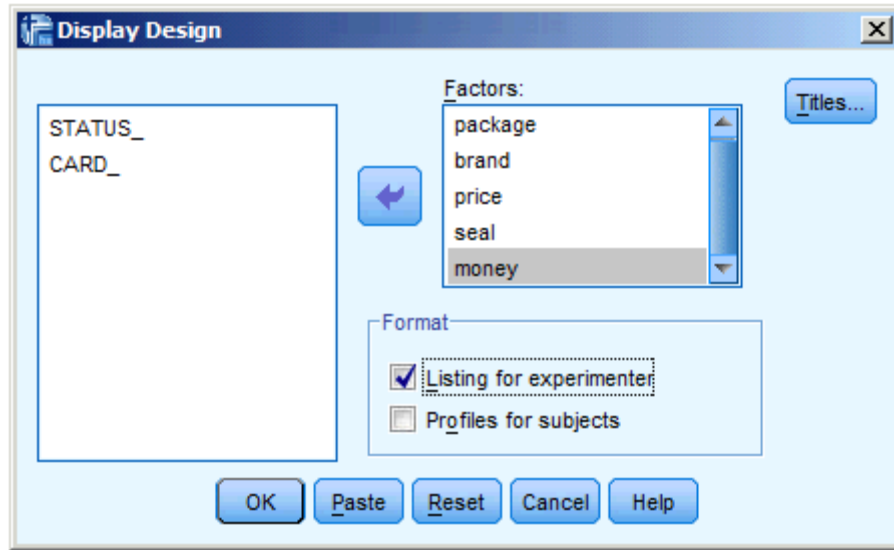 Display Design
STATUS_
CARD_
Factors:
package
brand
price
seal
money
Titles...
Format
Listing for experimenter
Profiles for subjects
OK
Paste
Reset
Cancel
Help